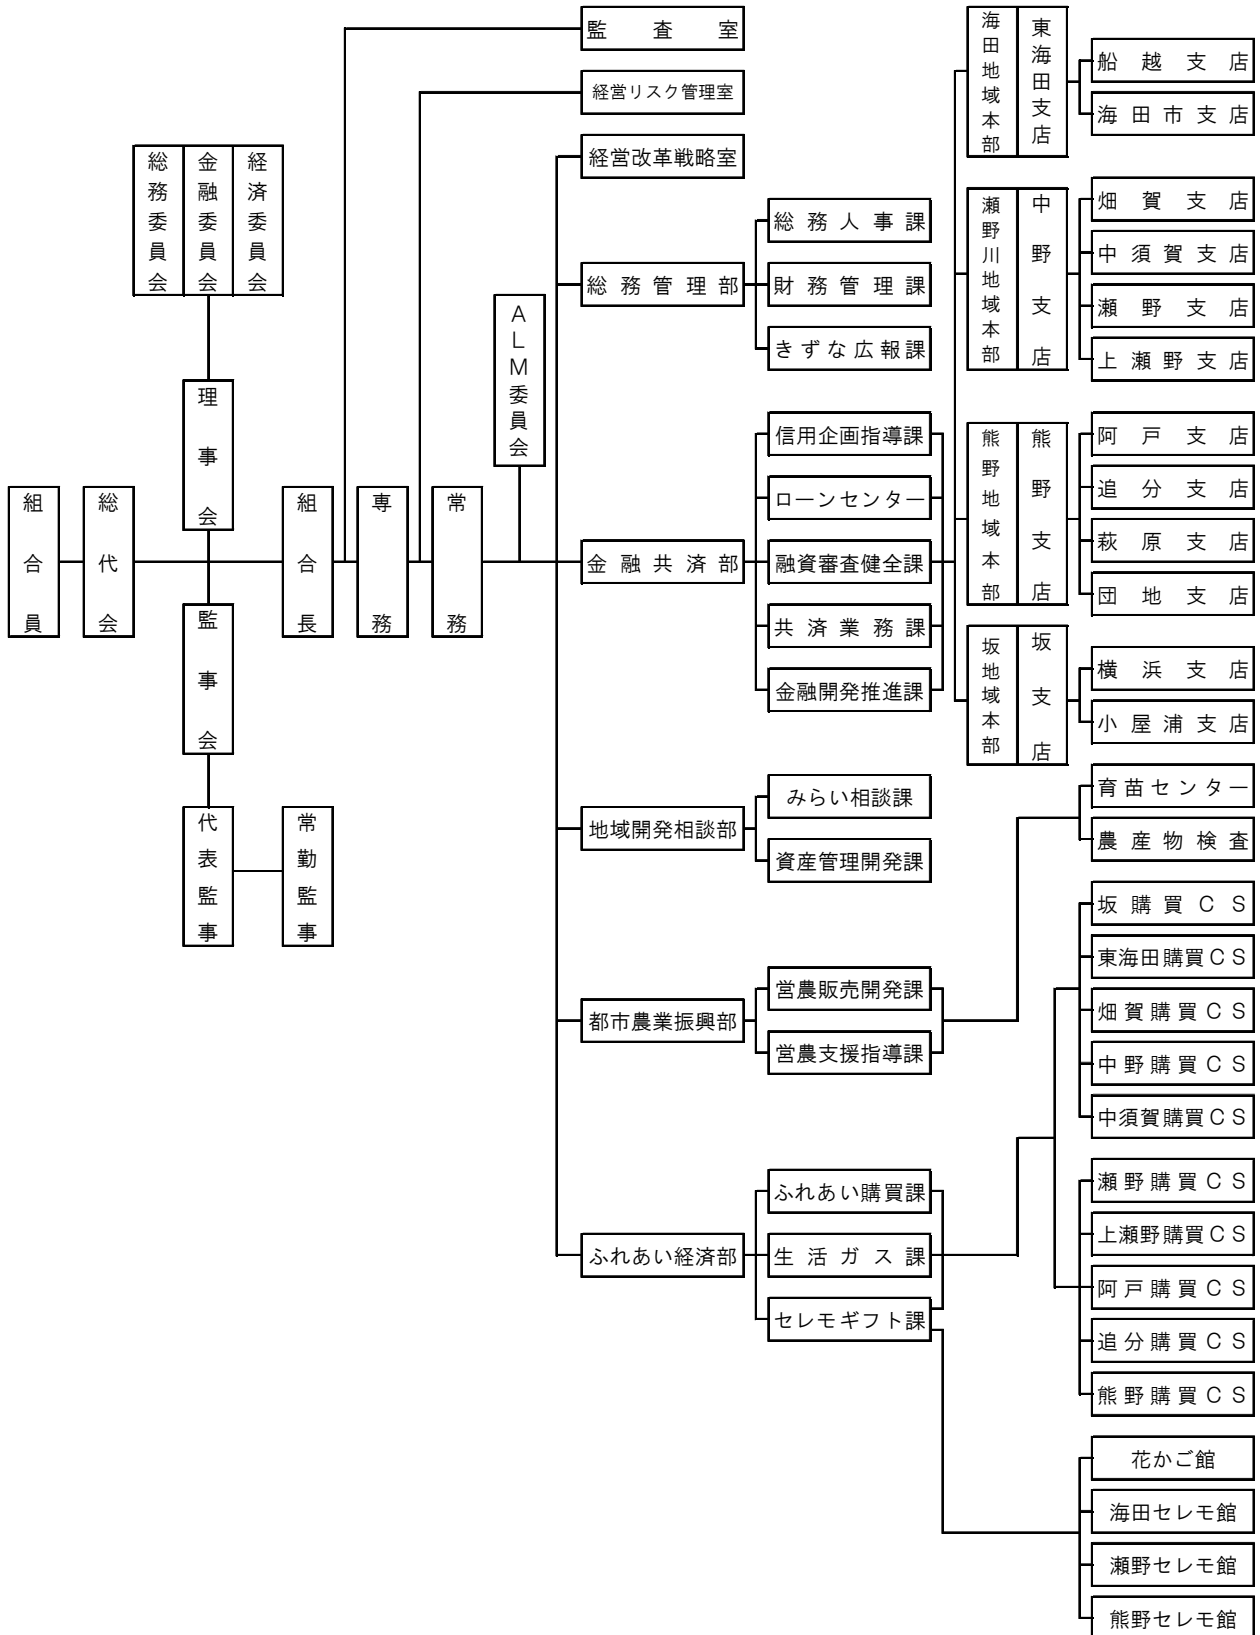 組合員
総代会
総務委員会
金融委員会
経済委員会
理事会
監事会
代表監事
常勤監事
組合長
専務
常務
ALM委員会
監査室
経営リスク管理室
経営改革戦略室
総務管理部
総務人事課
財務管理課
きずな広報課
金融共済部
信用企画指導課
ローンセンター
融資審査健全課
共済業務課
金融開発推進課
海田地域本部
東海田支店
船越支店
海田市支店
瀬野川地域本部
中野支店
畑賀支店
中須賀支店
瀬野支店
上瀬野支店
熊野地域本部
熊野支店
阿戸支店
追分支店
萩原支店
団地支店
坂地域本部
坂支店
横浜支店
小屋浦支店
地域開発相談部
みらい相談課
資産管理開発課
都市農業振興部
営農販売開発課
営農支援指導課
育苗センター
農産物検査
ふれあい経済部
ふれあい購買課
生活ガス課
セレモギフト課
坂購買CS
東海田購買CS
畑賀購買CS
中野購買CS
中須賀購買CS
瀬野購買CS
上瀬野購買CS
阿戸購買CS
追分購買CS
熊野購買CS
花かご館
海田セレモ館
瀬野セレモ館
熊野セレモ館